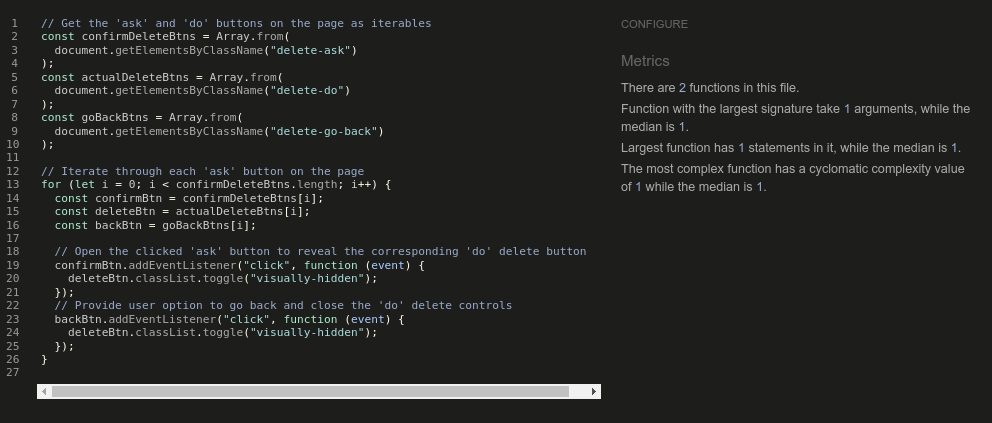 1 // Get the 'ask' and 'do' buttons on the page as iterables
2 const confirmDeleteBtns = Array.from(
3   document.getElementsByClassName("delete-ask")
4 );
5 const actualDeleteBtns = Array.from(
6   document.getElementsByClassName("delete-do")
7 );
8 const goBackBtns = Array.from(
9   document.getElementsByClassName("delete-go-back")
10 );
11
12 // Iterate through each 'ask' button on the page
13 for (let i = 0; i < confirmDeleteBtns.length; i++) {
14   const confirmBtn = confirmDeleteBtns[i];
15   const deleteBtn = actualDeleteBtns[i];
16   const backBtn = goBackBtns[i];
17
18   // Open the clicked 'ask' button to reveal the corresponding 'do' delete button
19   confirmBtn.addEventListener("click", function (event) {
20     deleteBtn.classList.toggle("visually-hidden");
21   });
22   // Provide user option to go back and close the 'do' delete controls
23   backBtn.addEventListener("click", function (event) {
24     deleteBtn.classList.toggle("visually-hidden");
25   });
26 }
27
CONFIGURE
Metrics
There are 2 functions in this file.
Function with the largest signature take 1 arguments, while the
median is 1.
Largest function has 1 statements in it, while the median is 1.
The most complex function has a cyclomatic complexity value
of 1 while the median is 1.